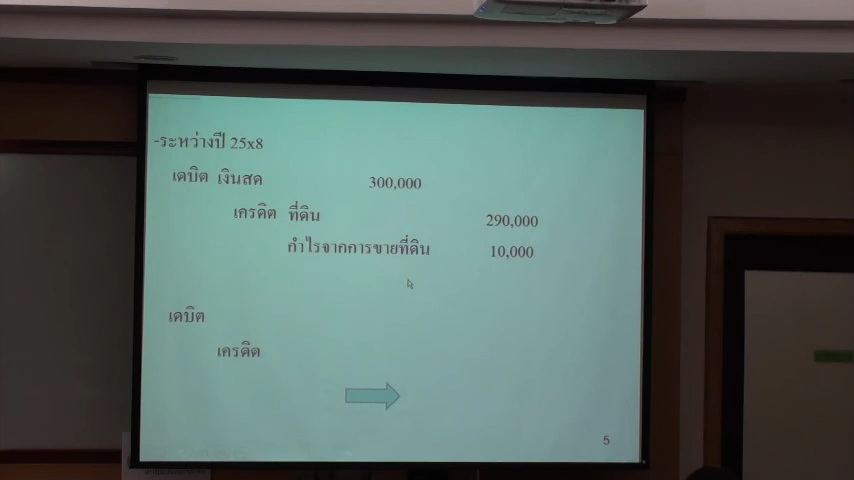 -ระหว่างปี 25x8
เดบิต เงินสด 300,000
เครดิต ที่ดิน 290,000
กำไรจากการขายที่ดิน 10,000
เดบิต
เครดิต
5